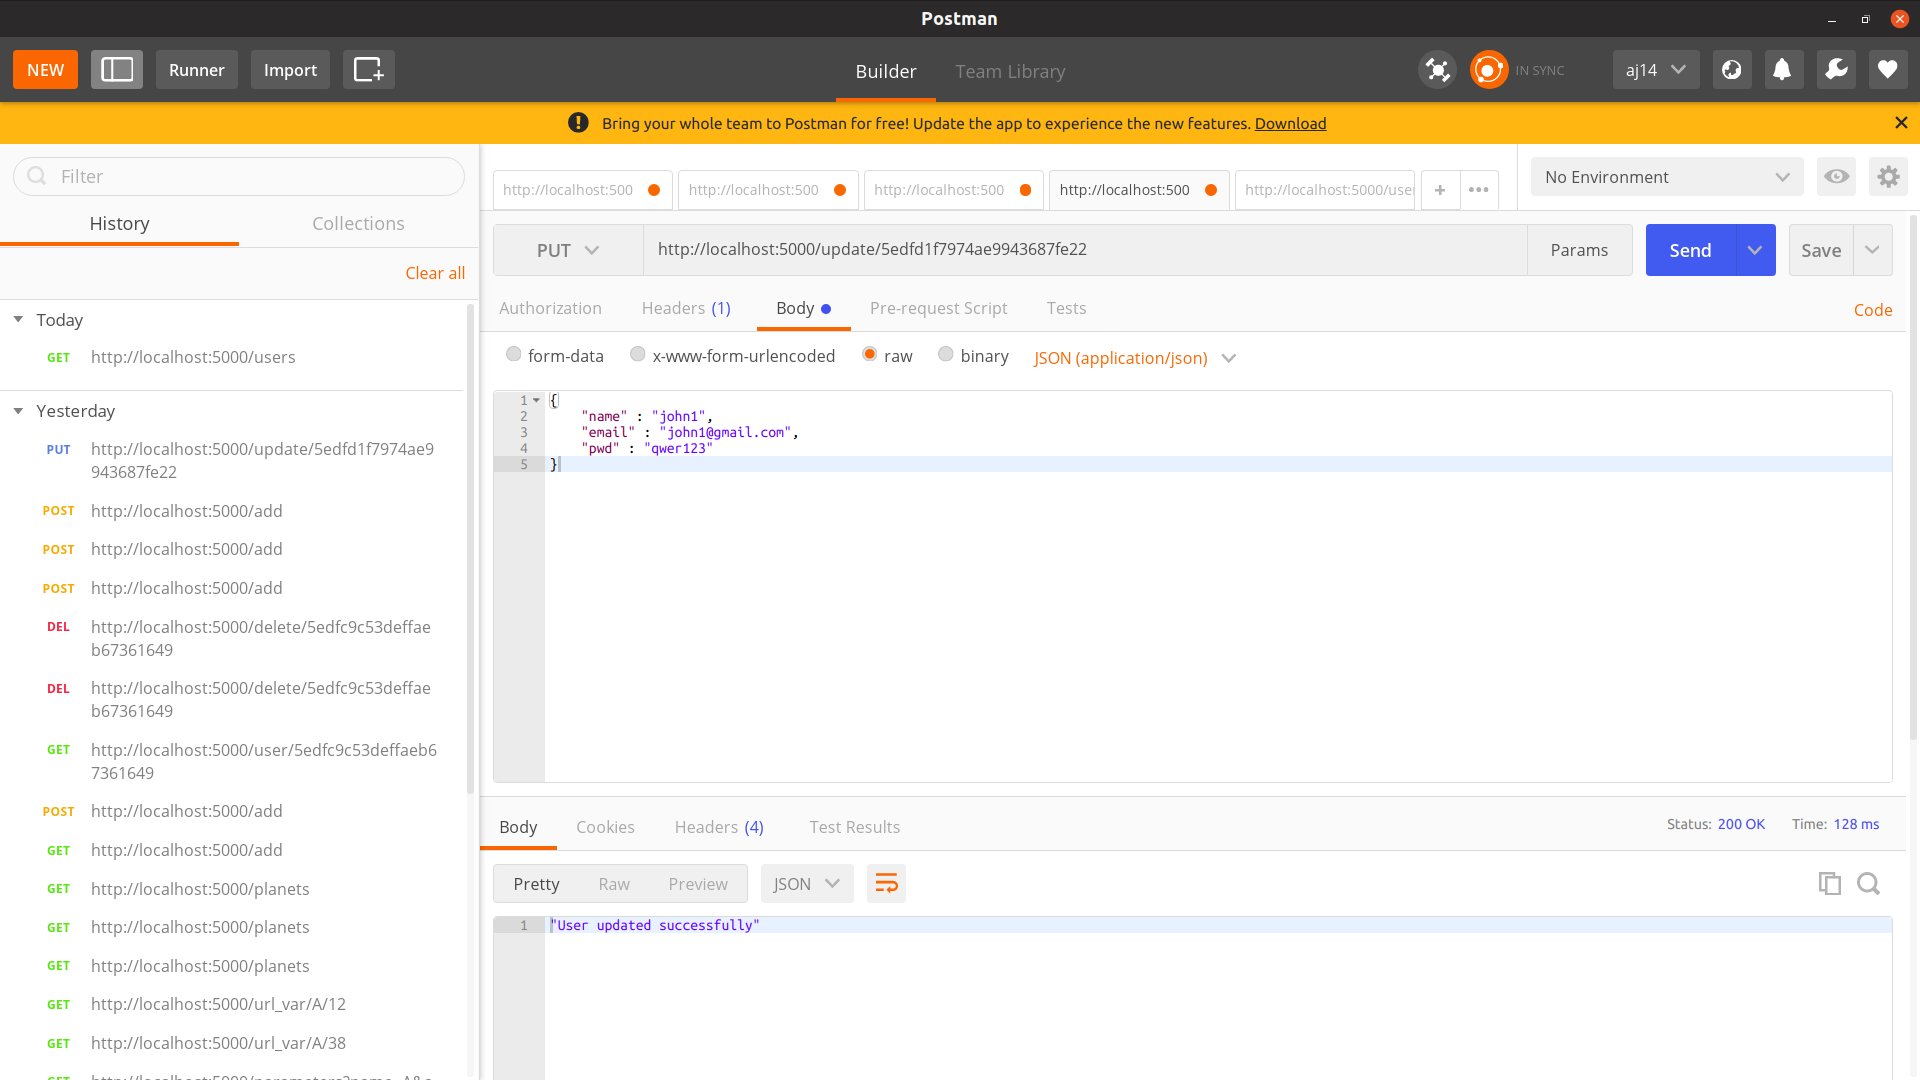 Postman
NEW
Runner
Import
Builder
Team Library
IN SYNC
aj14
Bring your whole team to Postman for free! Update the app to experience the new features. Download
Filter
History
Collections
Clear all
Today
GET http://localhost:5000/users
Yesterday
PUT http://localhost:5000/update/5edfd1f7974ae9
943687fe22
POST http://localhost:5000/add
POST http://localhost:5000/add
POST http://localhost:5000/add
DEL http://localhost:5000/delete/5edfc9c53deffae
b67361649
DEL http://localhost:5000/delete/5edfc9c53deffae
b67361649
GET http://localhost:5000/user/5edfc9c53deffaeb6
7361649
POST http://localhost:5000/add
GET http://localhost:5000/add
GET http://localhost:5000/planets
GET http://localhost:5000/planets
GET http://localhost:5000/planets
GET http://localhost:5000/url_var/A/12
GET http://localhost:5000/url_var/A/38
http://localhost:500
http://localhost:500
http://localhost:500
http://localhost:500
http://localhost:5000/user
+
•••
No Environment
PUT
http://localhost:5000/update/5edfd1f7974ae9943687fe22
Params
Send
Save
Authorization
Headers (1)
Body
Pre-request Script
Tests
Code
form-data
x-www-form-urlencoded
raw
binary
JSON (application/json)
1 {
2 "name" : "john1",
3 "email" : "john1@gmail.com",
4 "pwd" : "qwer123"
5 }
Body
Cookies
Headers (4)
Test Results
Status: 200 OK
Time: 128 ms
Pretty
Raw
Preview
JSON
1 "User updated successfully"